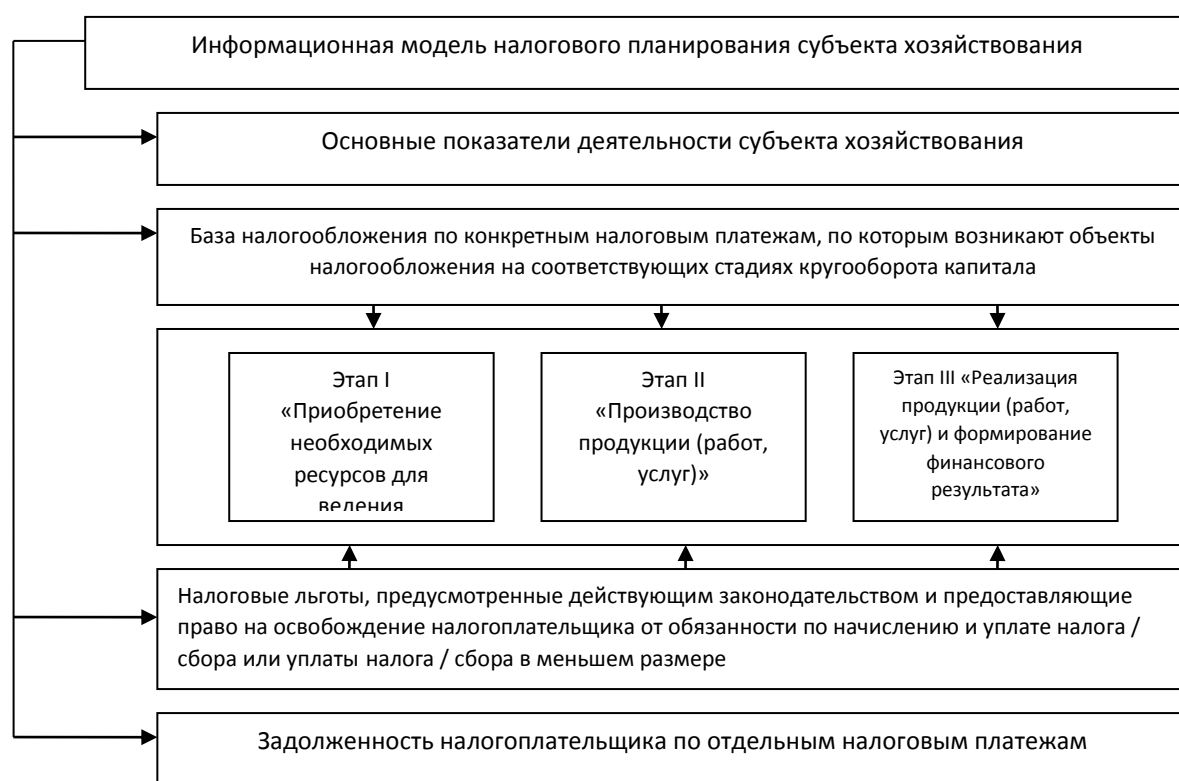 Информационная модель налогового планирования субъекта хозяйствования
Основные показатели деятельности субъекта хозяйствования
База налогообложения по конкретным налоговым платежам, по которым возникают объекты
налогообложения на соответствующих стадиях кругооборота капитала
Этап I
«Приобретение
необходимых
ресурсов для
ведения
Этап II
«Производство
продукции (работ,
услуг)»
Этап III «Реализация
продукции (работ,
услуг) и формирование
финансового
результата»
Налоговые льготы, предусмотренные действующим законодательством и предоставляющие
право на освобождение налогоплательщика от обязанности по начислению и уплате налога /
сбора или уплаты налога / сбора в меньшем размере
Задолженность налогоплательщика по отдельным налоговым платежам